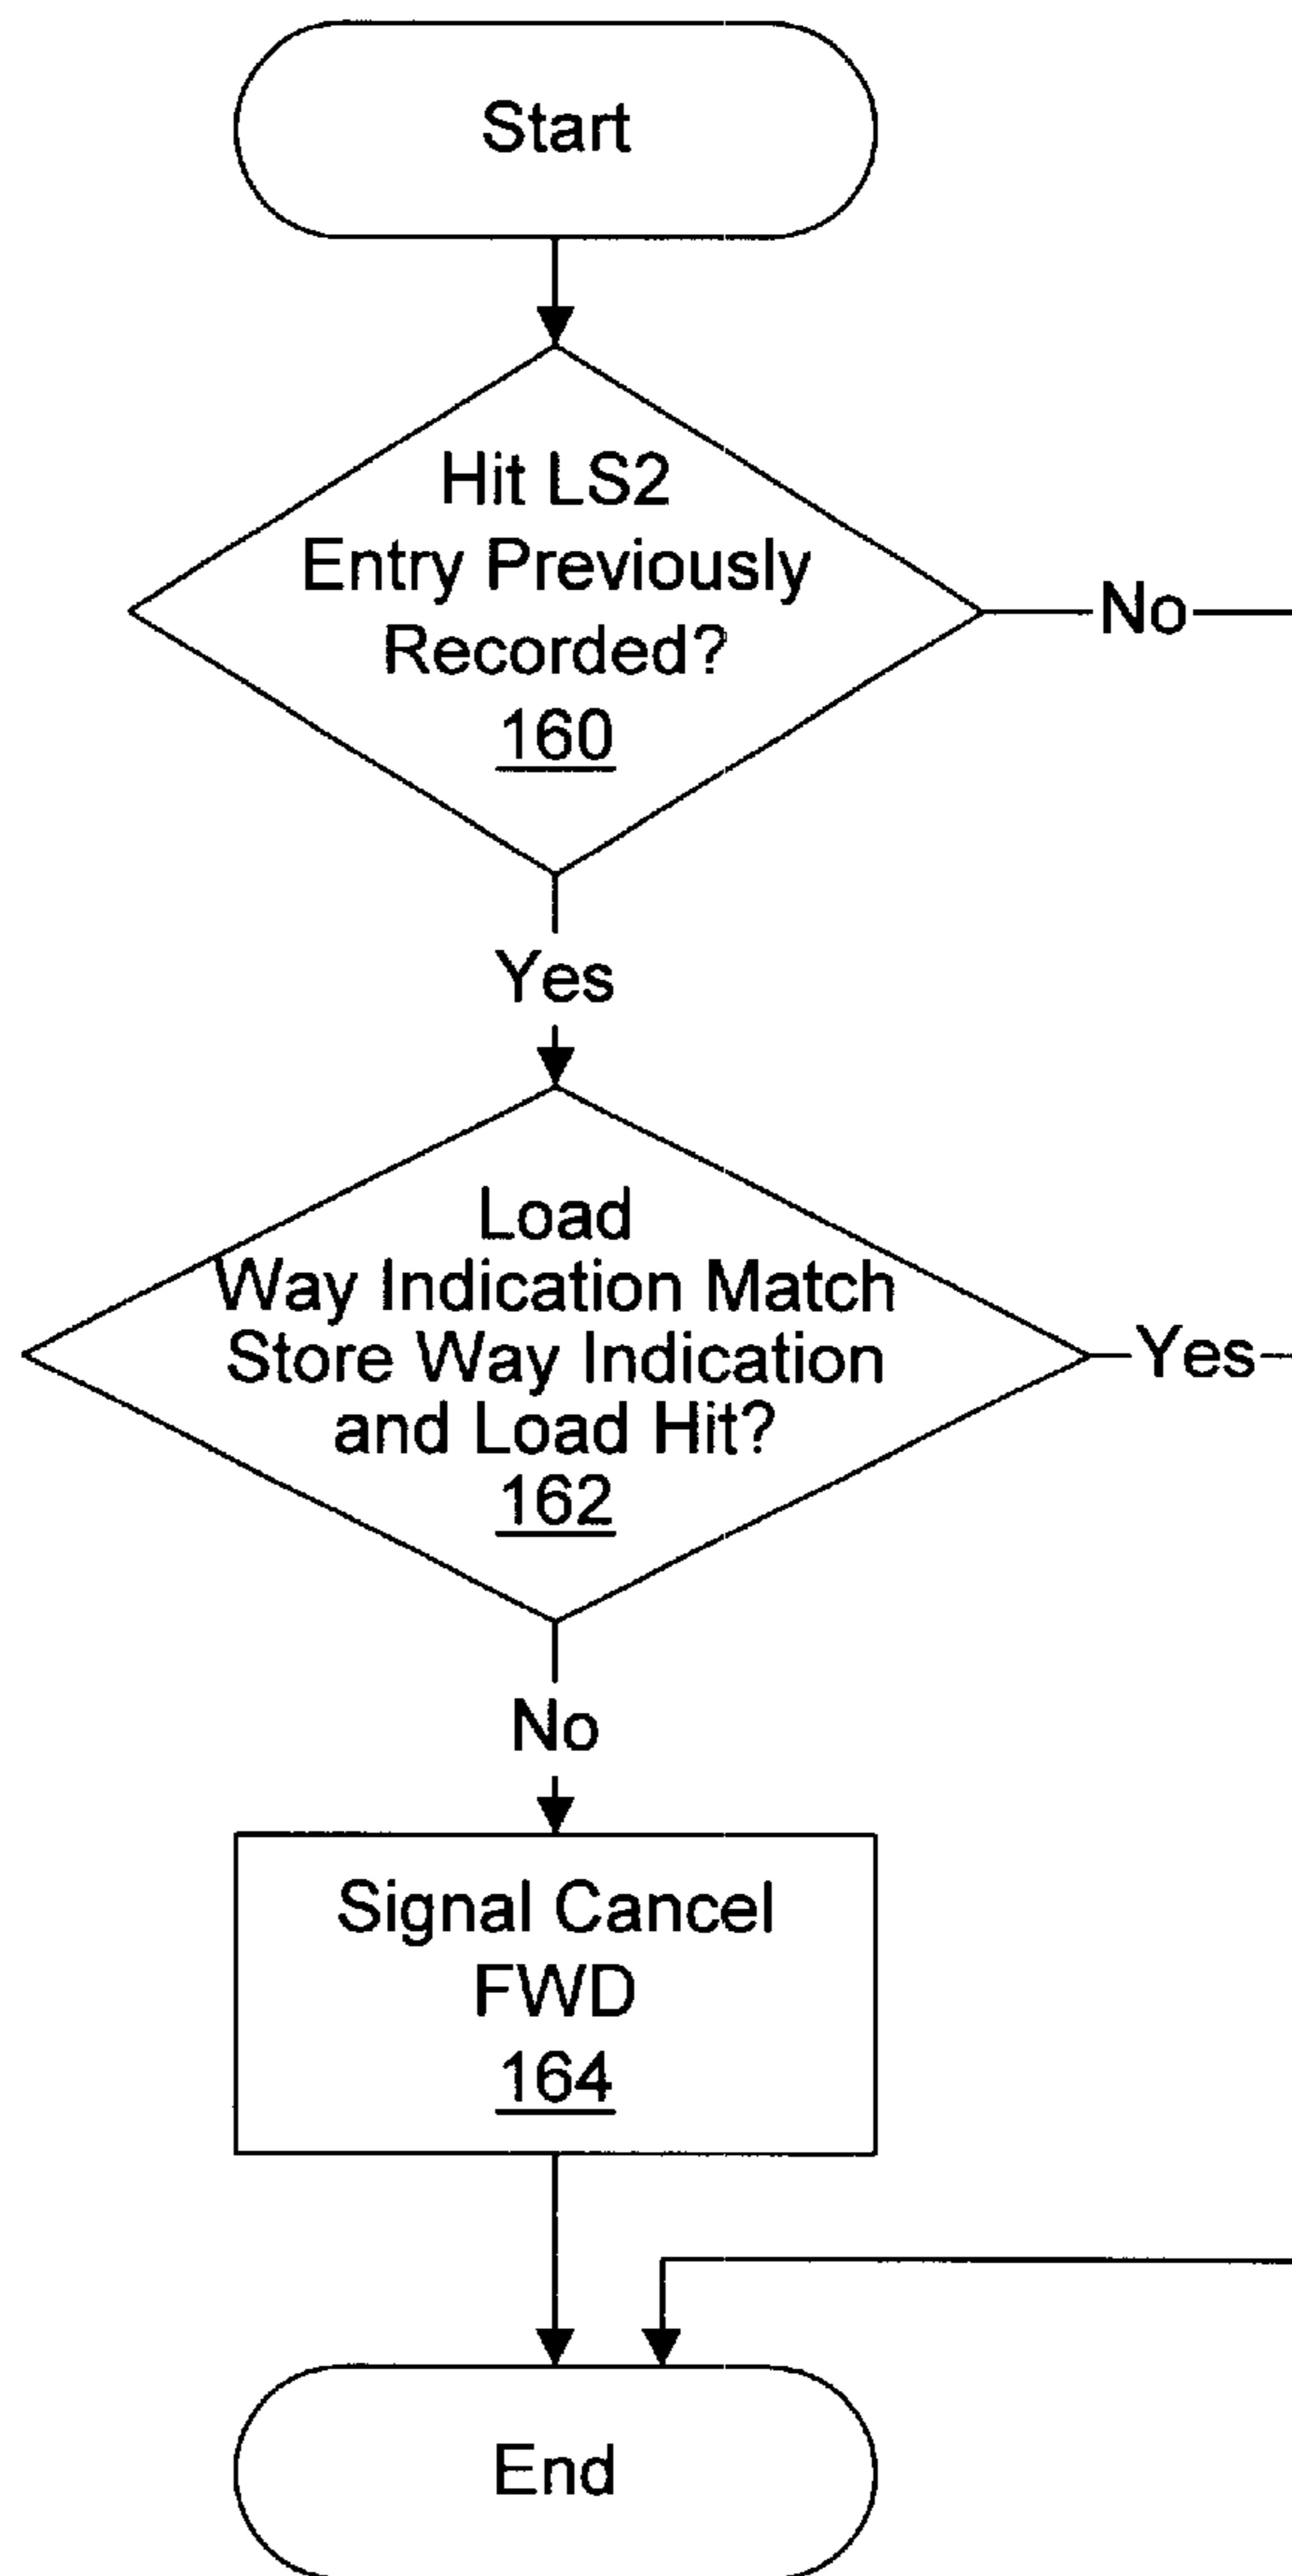 Start
Hit LS2
Entry Previously
Recorded?
160
No
Yes
Load
Way Indication Match
Store Way Indication
and Load Hit?
162
Yes
No
Signal Cancel
FWD
164
End